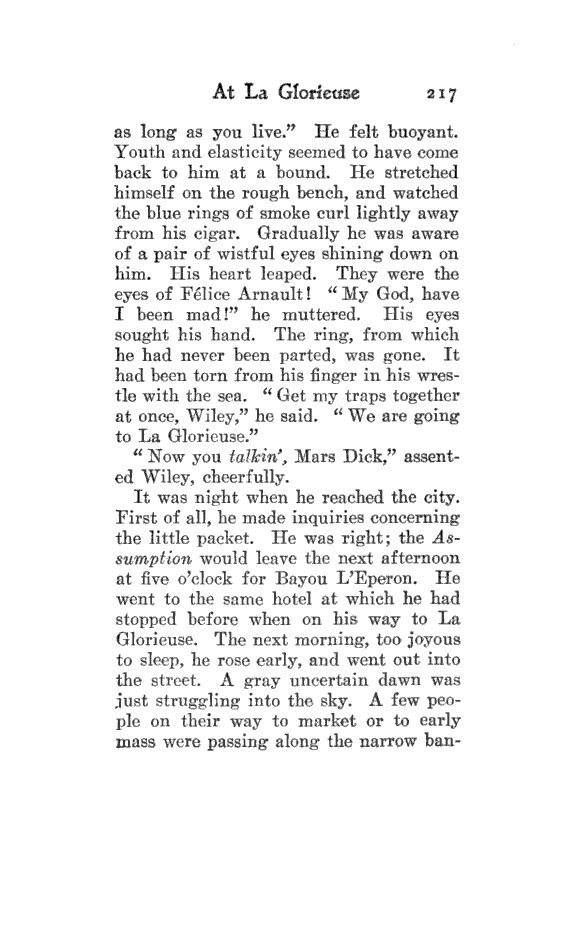 At La Glorieuse 217
as long as you live.” He felt buoyant.
Youth and elasticity seemed to have come
back to him at a bound. He stretched
himself on the rough bench, and watched
the blue rings of smoke curl lightly away
from his cigar. Gradually he was aware
of a pair of wistful eyes shining down on
him. His heart leaped. They were the
eyes of Félice Arnault! “My God, have
I been mad!” he muttered. His eyes
sought his hand. The ring, from which
he had never been parted, was gone. It
had been torn from his finger in his wres-
tle with the sea. “Get my traps together
at once, Wiley,” he said. “We are going
to La Glorieuse.”
“Now you talkin’, Mars Dick,” assent-
ed Wiley, cheerfully.
It was night when he reached the city.
First of all, he made inquiries concerning
the little packet. He was right; the As-
sumption would leave the next afternoon
at five o’clock for Bayou L’Eperon. He
went to the same hotel at which he had
stopped before when on his way to La
Glorieuse. The next morning, too joyous
to sleep, he rose early, and went out into
the street. A gray uncertain dawn was
just struggling into the sky. A few peo-
ple on their way to market or to early
mass were passing along the narrow ban-